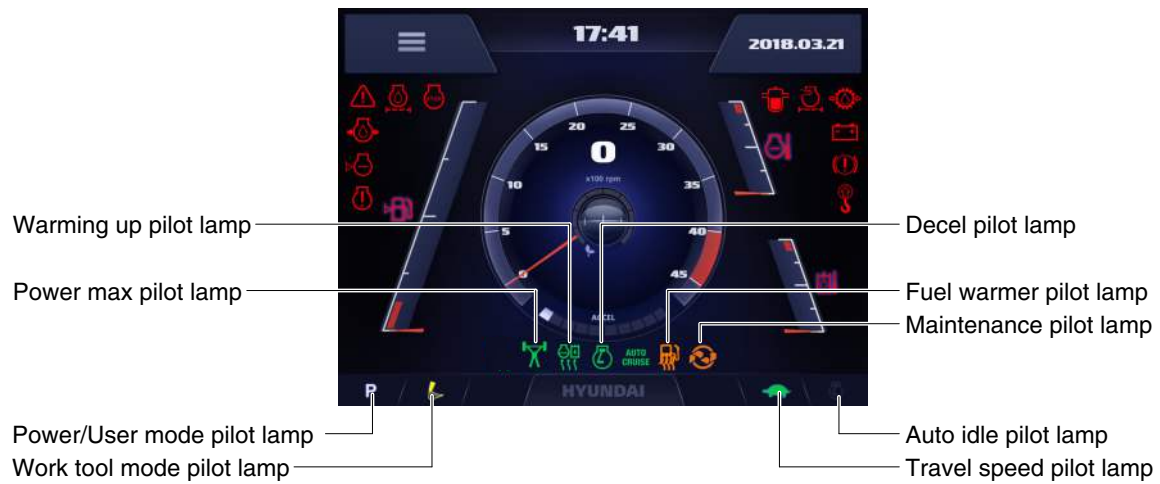 17:41
2018.03.21
20 25
15 0 30
x100 rpm
10 35
Warming up pilot lamp
Decel pilot lamp
5 40
0 45
Power max pilot lamp
Fuel warmer pilot lamp
ACCEL
Maintenance pilot lamp
AUTO
CRUISE
P
HYUNDAI
Power/User mode pilot lamp
Auto idle pilot lamp
Work tool mode pilot lamp
Travel speed pilot lamp